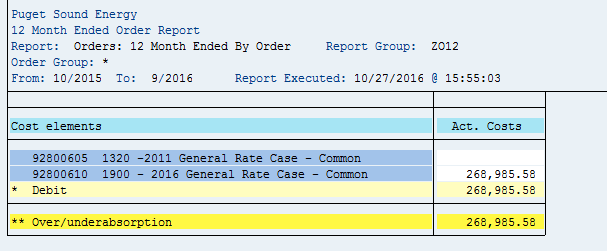 Puget Sound Energy
12 Month Ended Order Report
Report: Orders: 12 Month Ended By Order Report Group: ZO12
Order Group: *
From: 10/2015 To: 9/2016 Report Executed: 10/27/2016 @ 15:55:03
Cost elements Act. Costs
92800605 1320 -2011 General Rate Case - Common
92800610 1900 - 2016 General Rate Case - Common 268,985.58
* Debit 268,985.58
** Over/underabsorption 268,985.58